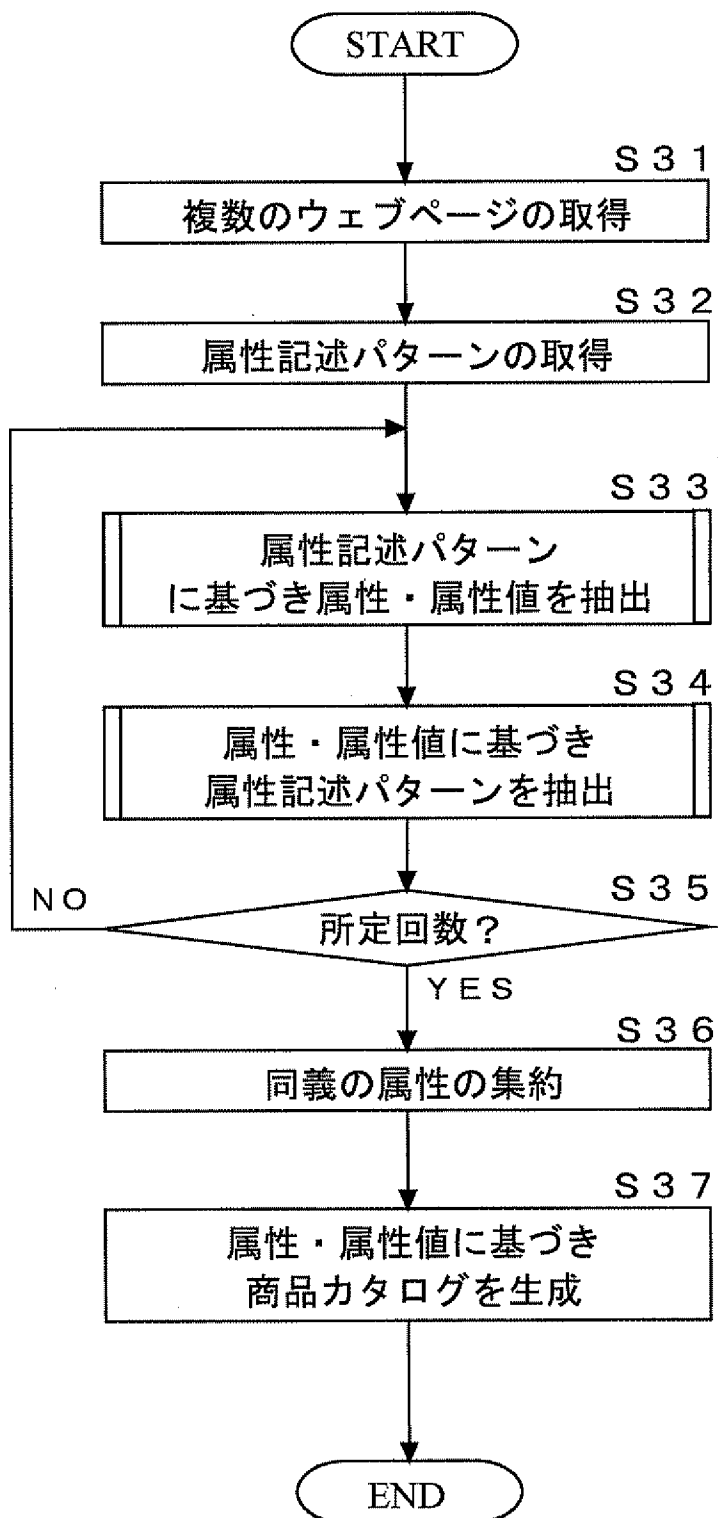 START
S31
複数のウェブページの取得
S32
属性記述パターンの取得
S33
属性記述パターン
に基づき属性・属性値を抽出
S34
属性・属性値に基づき
属性記述パターンを抽出
S35
NO
所定回数？
YES
S36
同義の属性の集約
S37
属性・属性値に基づき
商品カタログを生成
END